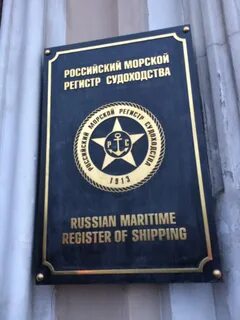 РОССИЙСКИЙ МОРСКОЙ
РЕГИСТР СУДОХОДСТВА
РОССИЙСКИЙ МОРСКОЙ РЕГИСТР СУДОХОДСТВА
Р С
1913
RUSSIAN MARITIME
REGISTER OF SHIPPING